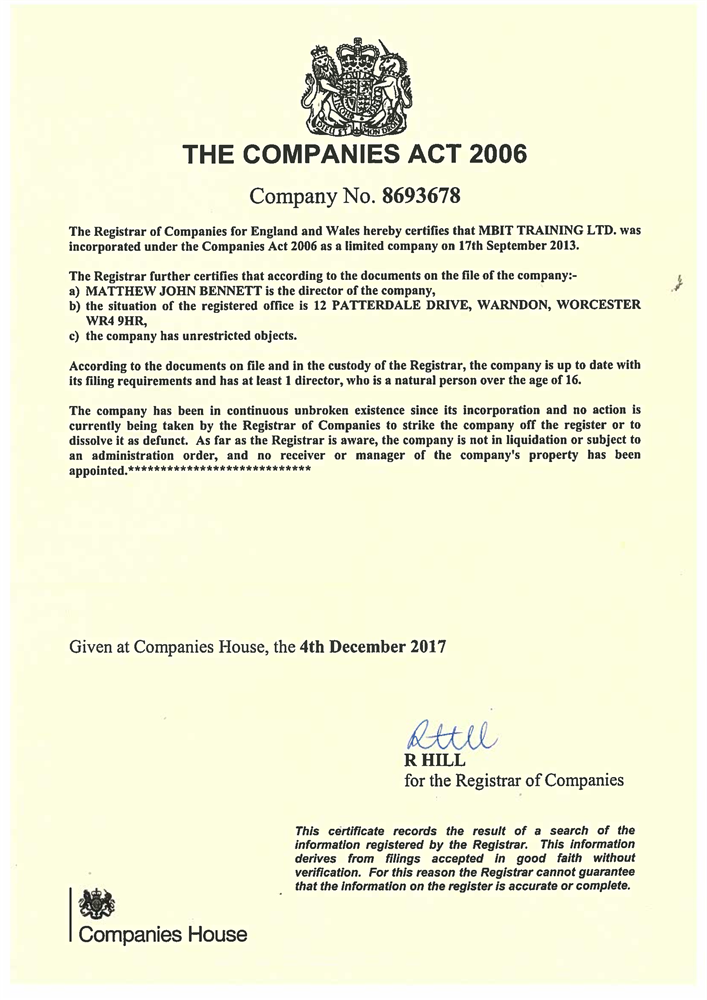 DIEU ET MON DROIT
THE COMPANIES ACT 2006
Company No. 8693678
The Registrar of Companies for England and Wales hereby certifies that MBIT TRAINING LTD. was
incorporated under the Companies Act 2006 as a limited company on 17th September 2013.
The Registrar further certifies that according to the documents on the file of the company:-
a) MATTHEW JOHN BENNETT is the director of the company,
b) the situation of the registered office is 12 PATTERDALE DRIVE, WARNDON, WORCESTER
WR4 9HR,
c) the company has unrestricted objects.
According to the documents on file and in the custody of the Registrar, the company is up to date with
its filing requirements and has at least 1 director, who is a natural person over the age of 16.
The company has been in continuous unbroken existence since its incorporation and no action is
currently being taken by the Registrar of Companies to strike the company off the register or to
dissolve it as defunct. As far as the Registrar is aware, the company is not in liquidation or subject to
an administration order, and no receiver or manager of the company's property has been
appointed.****************************
Given at Companies House, the 4th December 2017
R Hill
R HILL
for the Registrar of Companies
This certificate records the result of a search of the
information registered by the Registrar. This information
derives from filings accepted in good faith without
verification. For this reason the Registrar cannot guarantee
that the information on the register is accurate or complete.
Companies House